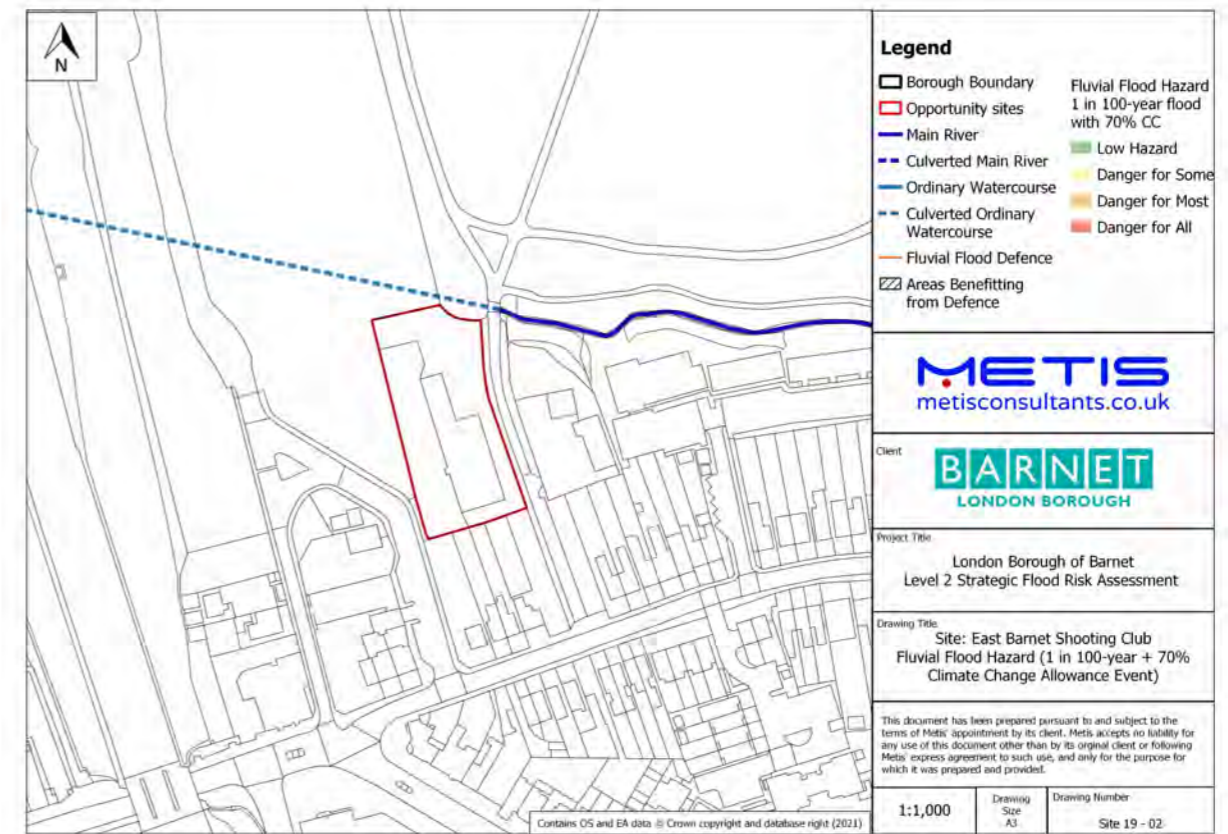 N
Legend
Borough Boundary
Opportunity sites
Main River
Culverted Main River
Ordinary Watercourse
Culverted Ordinary
Watercourse
Fluvial Flood Defence
Areas Benefitting
from Defence
Fluvial Flood Hazard
1 in 100-year flood
with 70% CC
Low Hazard
Danger for Some
Danger for Most
Danger for All
METIS
metisconsultants.co.uk
Client
BARNET
LONDON BOROUGH
Project Title
London Borough of Barnet
Level 2 Strategic Flood Risk Assessment
Drawing Title
Site: East Barnet Shooting Club
Fluvial Flood Hazard (1 in 100-year + 70%
Climate Change Allowance Event)
This document has been prepared pursuant to and subject to the
terms of Metis' appointment by its client. Metis accepts no liability for
any use of this document other than by its orginal client or following
Metis' express agreement to such use, and only for the purpose for
which it was prepared and provided.
1:1,000
Drawing
Size
A3
Drawing Number
Site 19 - 02
Contains OS and EA data © Crown copyright and database right (2021)